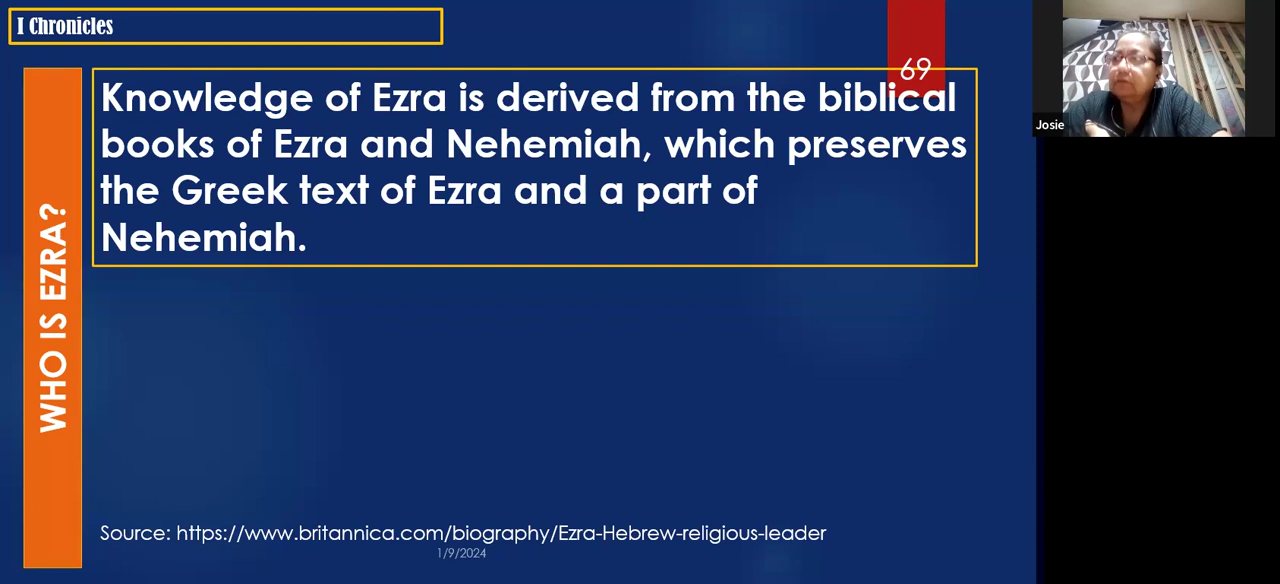 I Chronicles
69
WHO IS EZRA?
Knowledge of Ezra is derived from the biblical
books of Ezra and Nehemiah, which preserves
the Greek text of Ezra and a part of
Nehemiah.
Source: https://www.britannica.com/biography/Ezra-Hebrew-religious-leader
1/9/2024
Josie